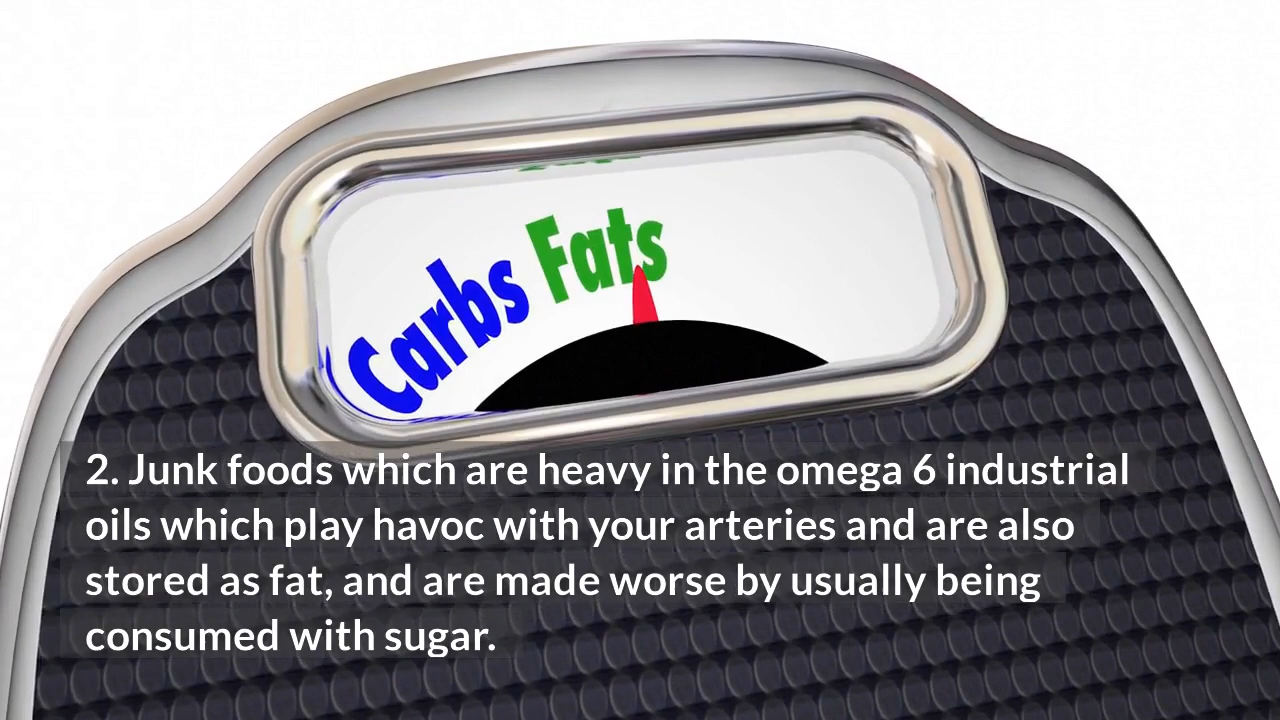 Carbs Fats
2. Junk foods which are heavy in the omega 6 industrial
oils which play havoc with your arteries and are also
stored as fat, and are made worse by usually being
consumed with sugar.